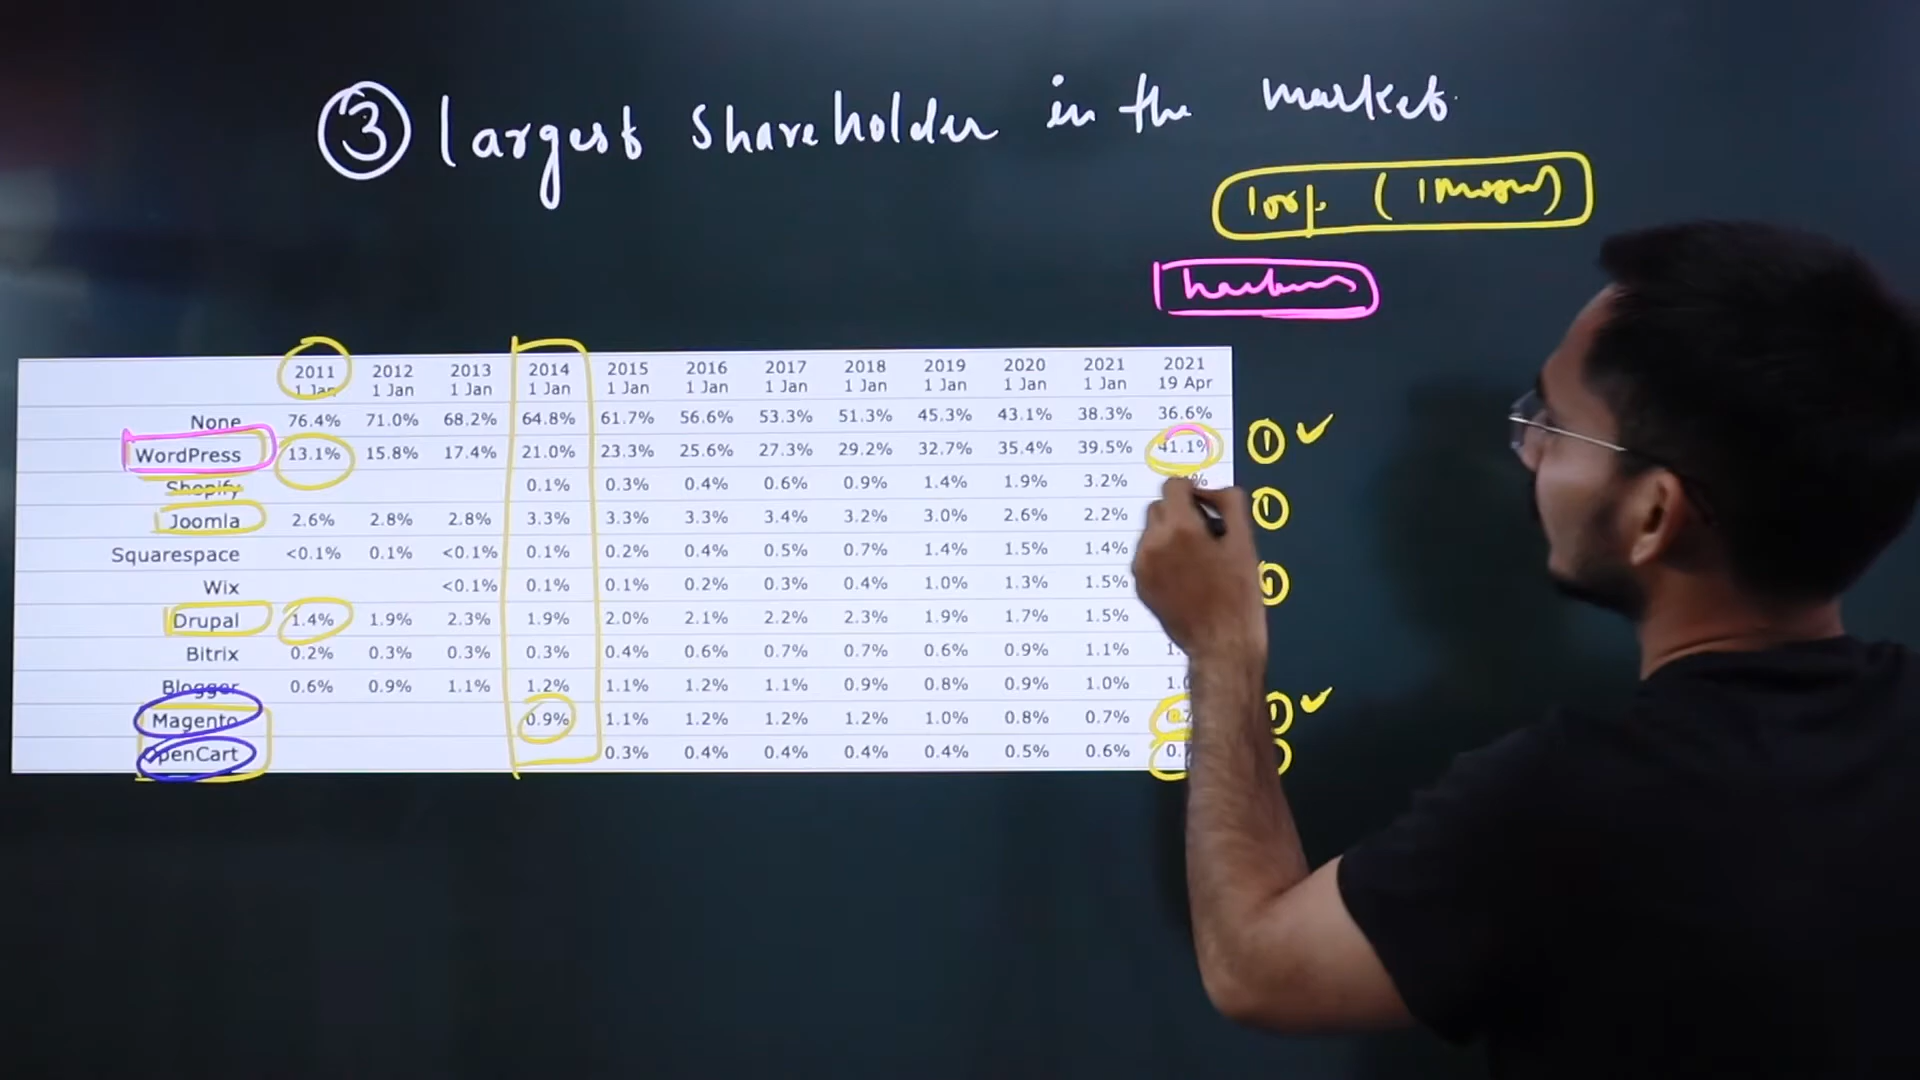 ③ largest shareholder in the market.
100%. (
hackers
2011 2012 2013 2014 2015 2016 2017 2018 2019 2020 2021 2021
1 Jan 1 Jan 1 Jan 1 Jan 1 Jan 1 Jan 1 Jan 1 Jan 1 Jan 1 Jan 1 Jan 19 Apr
None 76.4% 71.0% 68.2% 64.8% 61.7% 56.6% 53.3% 51.3% 45.3% 43.1% 38.3% 36.6%
WordPress 13.1% 15.8% 17.4% 21.0% 23.3% 25.6% 27.3% 29.2% 32.7% 35.4% 39.5% 41.1% ①
Shopify 0.1% 0.3% 0.4% 0.6% 0.9% 1.4% 1.9% 3.2% ①
Joomla 2.6% 2.8% 2.8% 3.3% 3.3% 3.3% 3.4% 3.2% 3.0% 2.6% 2.2%
Squarespace <0.1% 0.1% <0.1% 0.1% 0.2% 0.4% 0.5% 0.7% 1.4% 1.5% 1.4%
Wix <0.1% 0.1% 0.1% 0.2% 0.3% 0.4% 1.0% 1.3% 1.5%
Drupal 1.4% 1.9% 2.3% 1.9% 2.0% 2.1% 2.2% 2.3% 1.9% 1.7% 1.5%
Bitrix 0.2% 0.3% 0.3% 0.3% 0.4% 0.6% 0.7% 0.7% 0.6% 0.9% 1.1%
Blogger 0.6% 0.9% 1.1% 1.2% 1.1% 1.2% 1.1% 0.9% 0.8% 0.9% 1.0%
Magento 0.9% 1.1% 1.2% 1.2% 1.2% 1.0% 0.8% 0.7%
OpenCart 0.3% 0.4% 0.4% 0.4% 0.4% 0.5% 0.6%